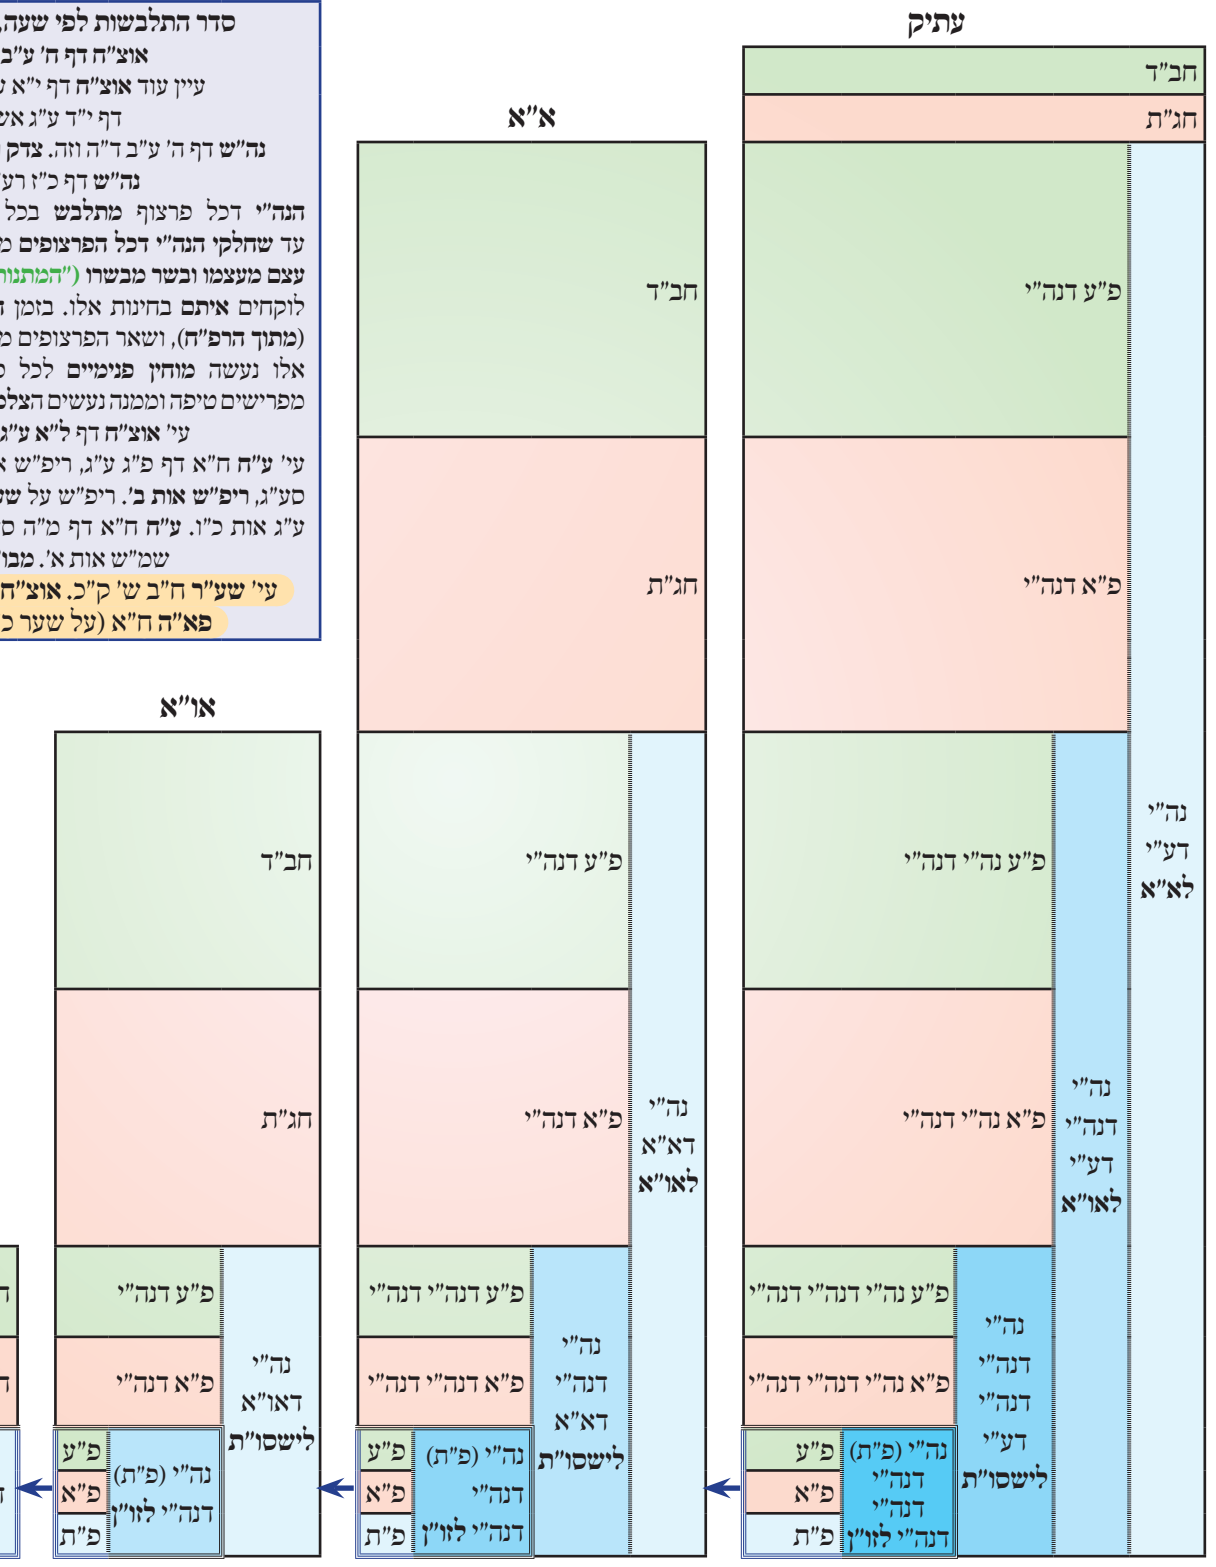 עתיק
חב"ד
חג"ת
פ"ע דנה"י
פ"א דנה"י
נה"י
דע"י
לא"א
פ"ע נה"י דנה"י
פ"א נה"י דנה"י
נה"י
דנה"י
דע"י
לאו"א
פ"ע נה"י דנה"י דנה"י
פ"א נה"י דנה"י דנה"י
נה"י
דנה"י
דנה"י
דע"י
לישסו"ת
נה"י (פ"ת)
דנה"י
דנה"י
דנה"י לזו"ן
פ"ע
פ"א
פ"ת
א"א
חב"ד
חג"ת
פ"ע דנה"י
פ"א דנה"י
נה"י
דא"א
לאו"א
פ"ע דנה"י דנה"י
פ"א דנה"י דנה"י
נה"י
דנה"י
דא"א
לישסו"ת
נה"י (פ"ת)
דנה"י
דנה"י לזו"ן
פ"ע
פ"א
פ"ת
סדר התלבשות לפי שעה,
אוצ"ח דף ה' ע"ב
עיין עוד אוצ"ח דף י"א
דף י"ד ע"ג
נה"ש דף ה' ע"ב ד"ה וזה. צדק
נה"ש דף כ"ז
הנה"י דכל פרצוף מתלבש בכל
עד שחלקי הנה"י דכל הפרצופים
עצם מעצמו ובשר מבשרו ("המתנות
לוקחים איתם בחינות אלו. בזמן
(מתוך הרפ"ח), ושאר הפרצופים
אלו נעשה מוחין פנימיים לכל
מפרישים טיפה וממנה נעשים
עי' אוצ"ח דף ל"א ע"ג
עי' ע"ח ח"א דף פ"ג ע"ג, ריפ"ש
סע"ג, ריפ"ש אות ב'. ריפ"ש על
ע"ג אות כ"ו. ע"ח ח"א דף מ"ה
שמ"ש אות א'.
עי' שע"ר ח"ב ש' ק"כ. אוצ"ח
פא"ה ח"א (על שער
או"א
חב"ד
חג"ת
פ"ע דנה"י
פ"א דנה"י
נה"י
דאו"א
לישסו"ת
נה"י (פ"ת)
דנה"י לזו"ן
פ"ע
פ"א
פ"ת